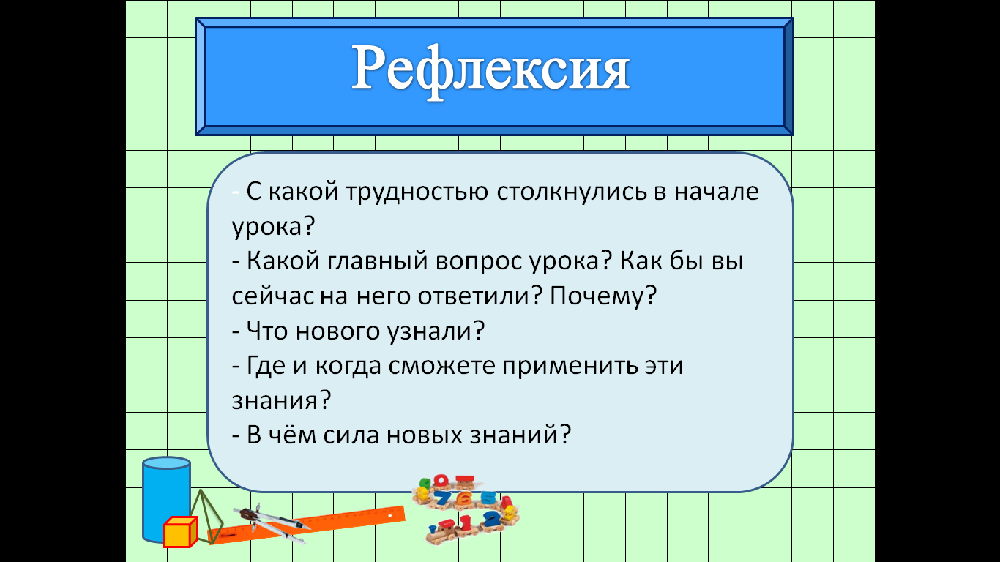 Рефлексия
- С какой трудностью столкнулись в начале
урока?
- Какой главный вопрос урока? Как бы вы
сейчас на него ответили? Почему?
- Что нового узнали?
- Где и когда сможете применить эти
знания?
- В чём сила новых знаний?